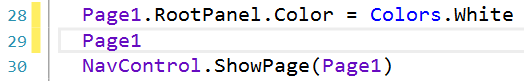 28 Page1.RootPanel.Color = Colors.White
29 Page1
30 NavControl.ShowPage(Page1)